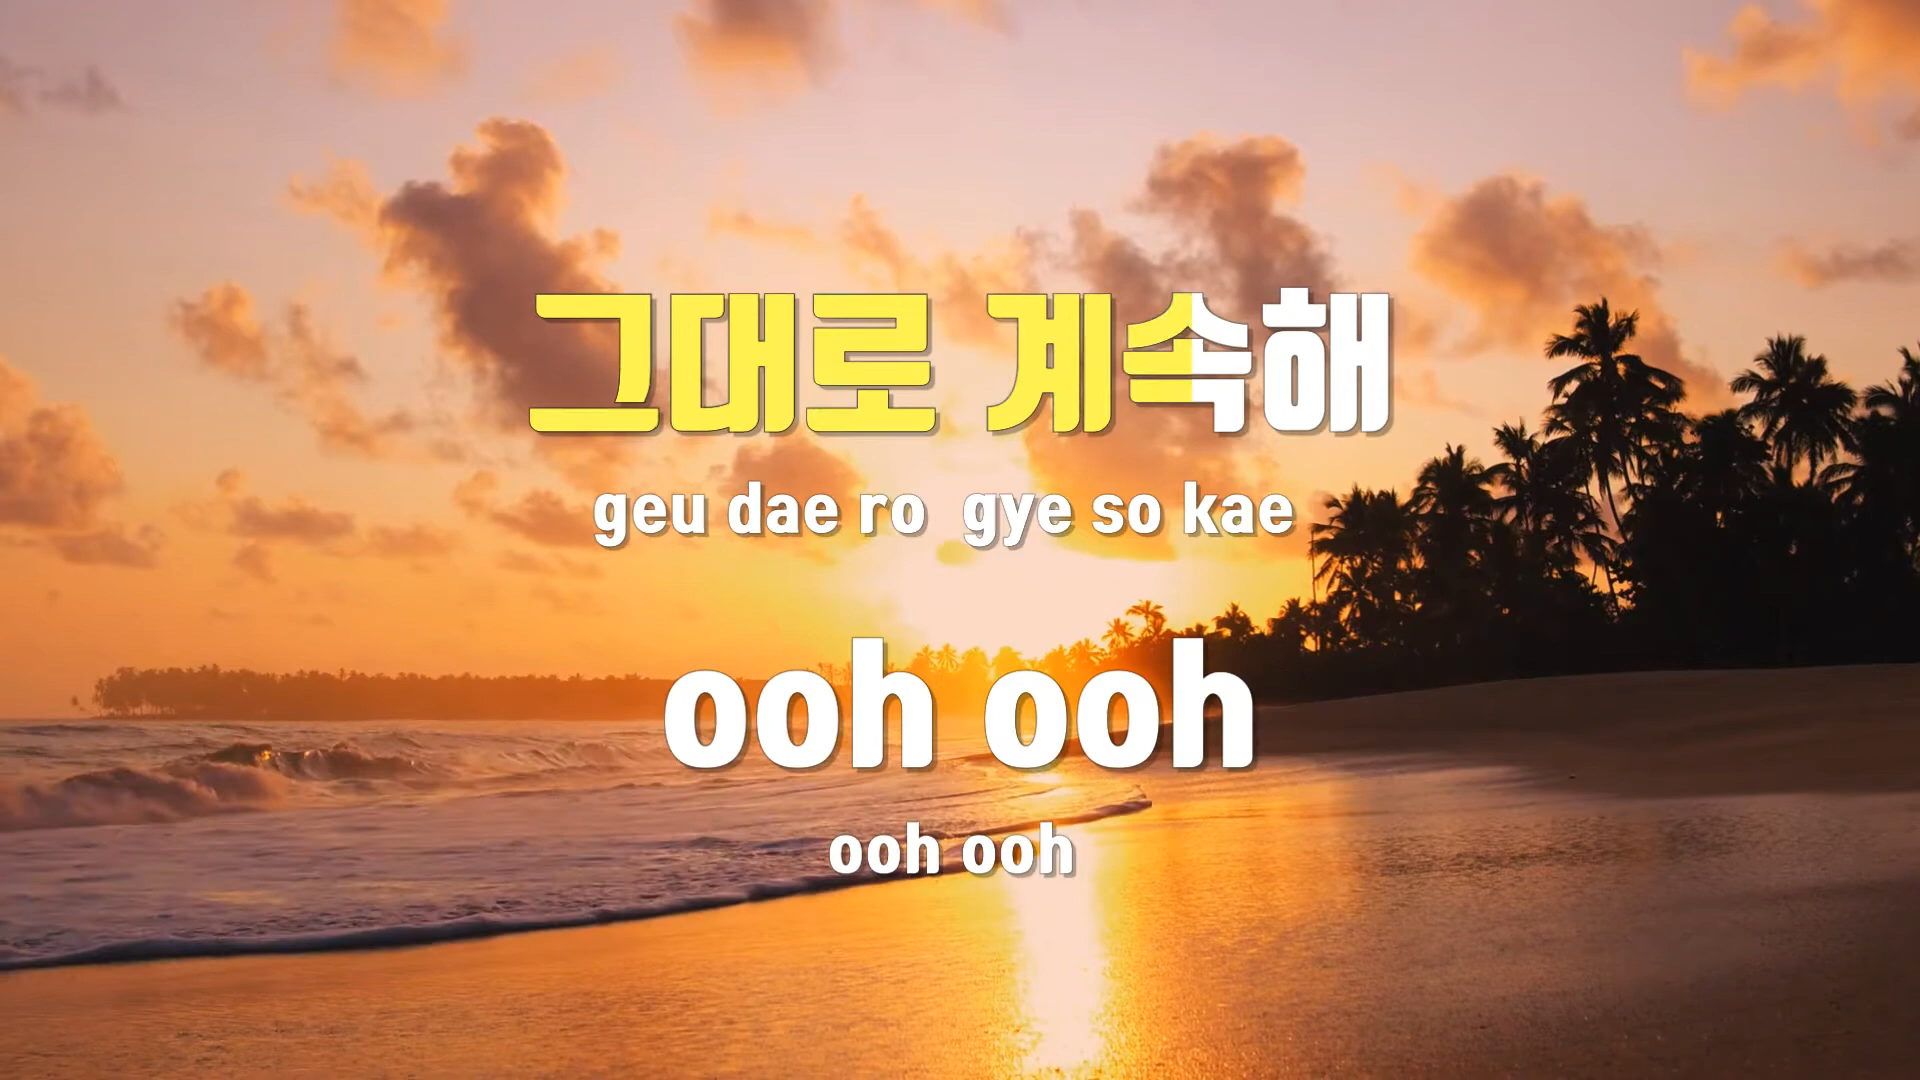 그대로 계속해
geu dae ro gye so kae
ooh ooh
ooh ooh